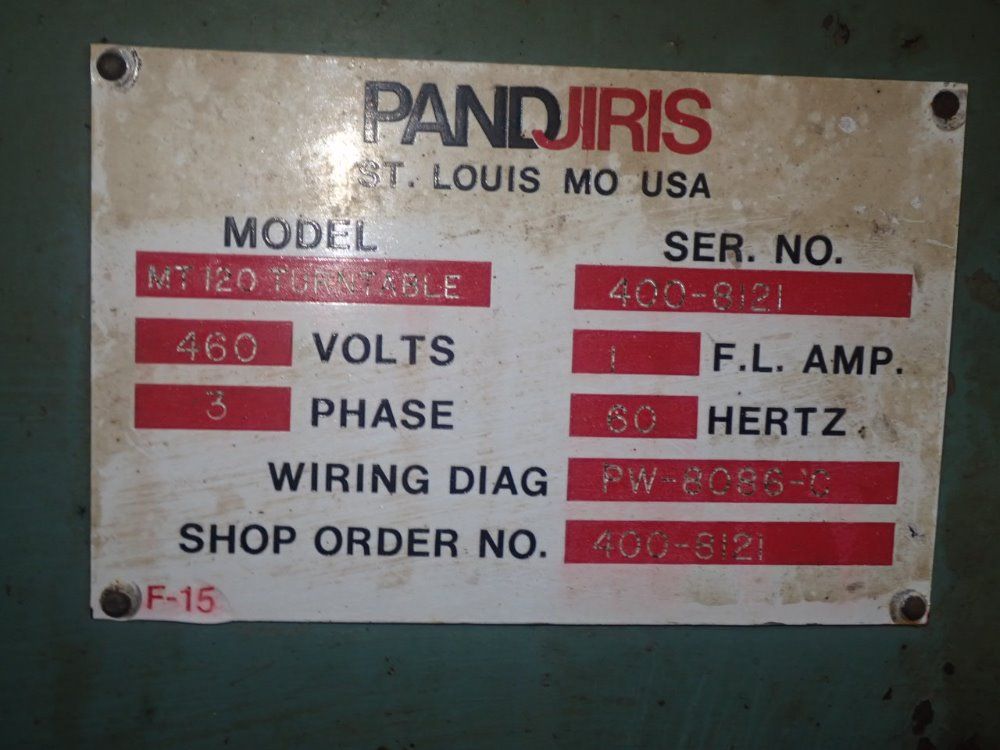 PANDJIRIS
ST. LOUIS MO USA
MODEL SER. NO.
MT 120 TURNTABLE 400-8121
460 VOLTS 1 F.L. AMP.
3 PHASE 60 HERTZ
WIRING DIAG PW-8086-C
SHOP ORDER NO. 400-8121
F-15